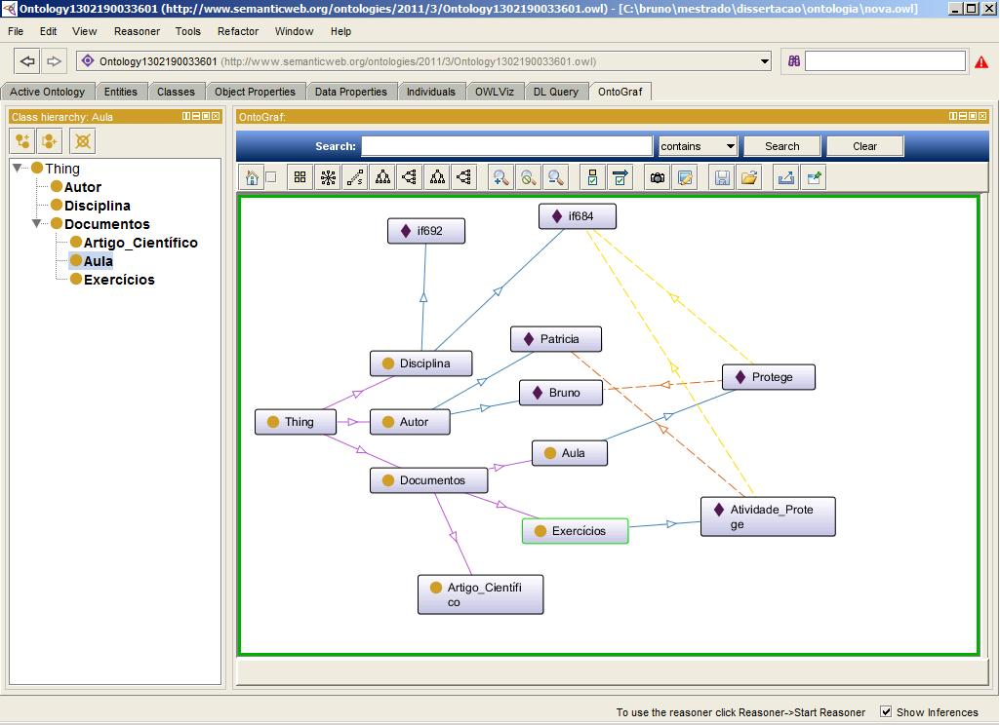 Ontology1302190033601 (http://www.semanticweb.org/ontologies/2011/3/Ontology1302190033601.owl) - [C:\bruno\mestrado\dissertacao\ontologia\nova.owl]
File Edit View Reasoner Tools Refactor Window Help
Ontology1302190033601 (http://www.semanticweb.org/ontologies/2011/3/Ontology1302190033601.owl)
Active Ontology Entities Classes Object Properties Data Properties Individuals OWLViz DL Query OntoGraf
Class hierarchy: Aula
OntoGraf:
Search: contains Search Clear
Thing
Autor
Disciplina
Documentos
Artigo_Científico
Aula
Exercícios
if692
if684
Patricia
Disciplina
Protege
Bruno
Thing
Autor
Aula
Documentos
Atividade_Prote
ge
Exercícios
Artigo_Científi
co
To use the reasoner click Reasoner->Start Reasoner Show Inferences